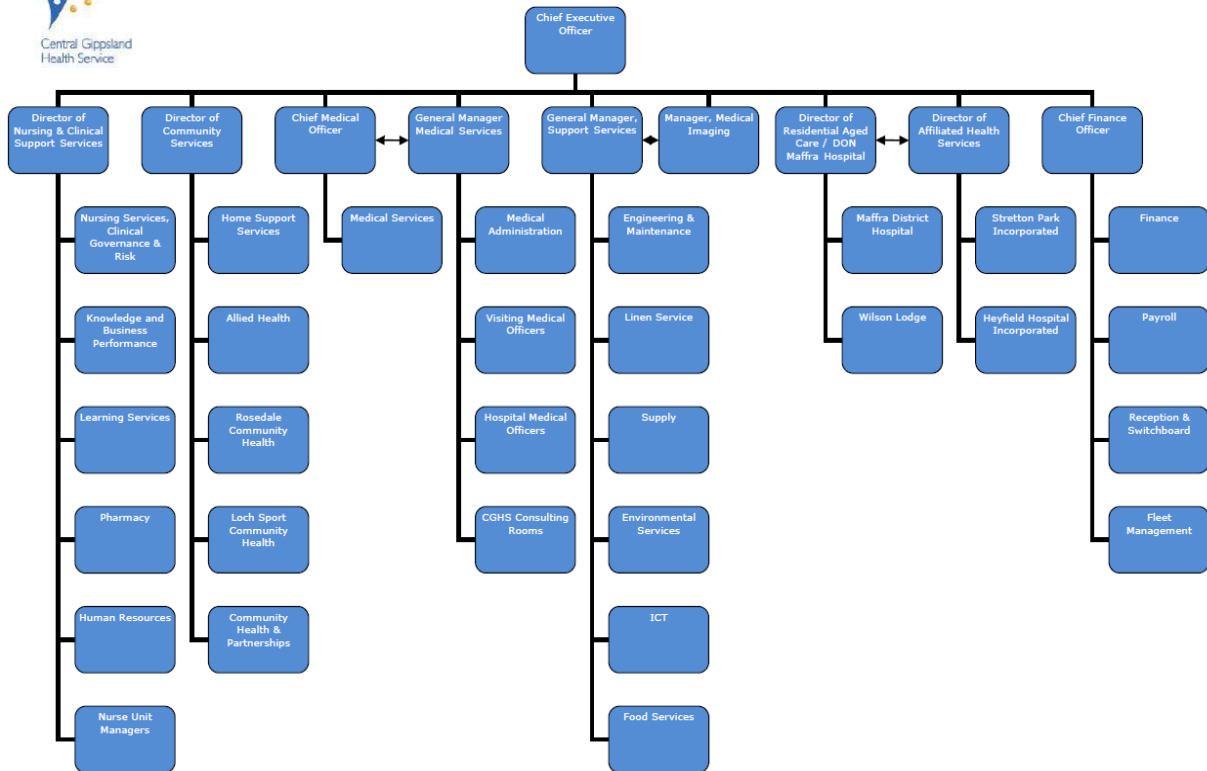 Central Gippsland
Health Service
Chief Executive
Officer
Director of
Nursing & Clinical
Support Services
Director of
Community
Services
Chief Medical
Officer
General Manager
Medical Services
General Manager,
Support Services
Manager, Medical
Imaging
Director of
Residential Aged
Care / DON
Maffra Hospital
Director of
Affiliated Health
Services
Chief Finance
Officer
Nursing Services,
Clinical
Governance &
Risk
Home Support
Services
Medical Services
Medical
Administration
Engineering &
Maintenance
Maffra District
Hospital
Stretton Park
Incorporated
Finance
Knowledge and
Business
Performance
Allied Health
Visiting Medical
Officers
Linen Service
Wilson Lodge
Heyfield Hospital
Incorporated
Payroll
Learning Services
Rosedale
Community
Health
Hospital Medical
Officers
Supply
Reception &
Switchboard
Pharmacy
Loch Sport
Community
Health
CGHS Consulting
Rooms
Environmental
Services
Fleet
Management
Human Resources
Community
Health &
Partnerships
ICT
Nurse Unit
Managers
Food Services